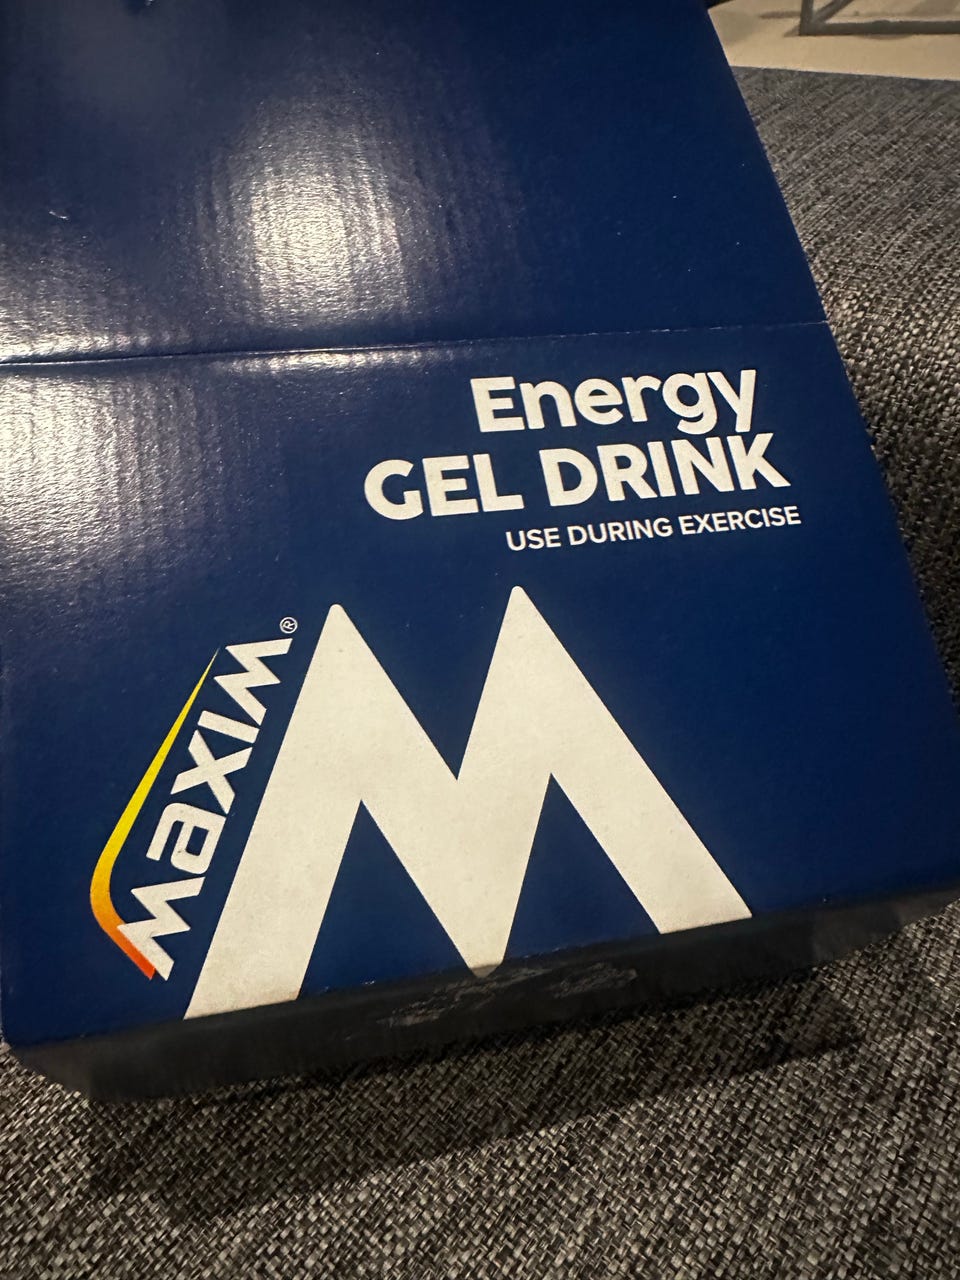 Energy
GEL DRINK
USE DURING EXERCISE
MAXIM®
M